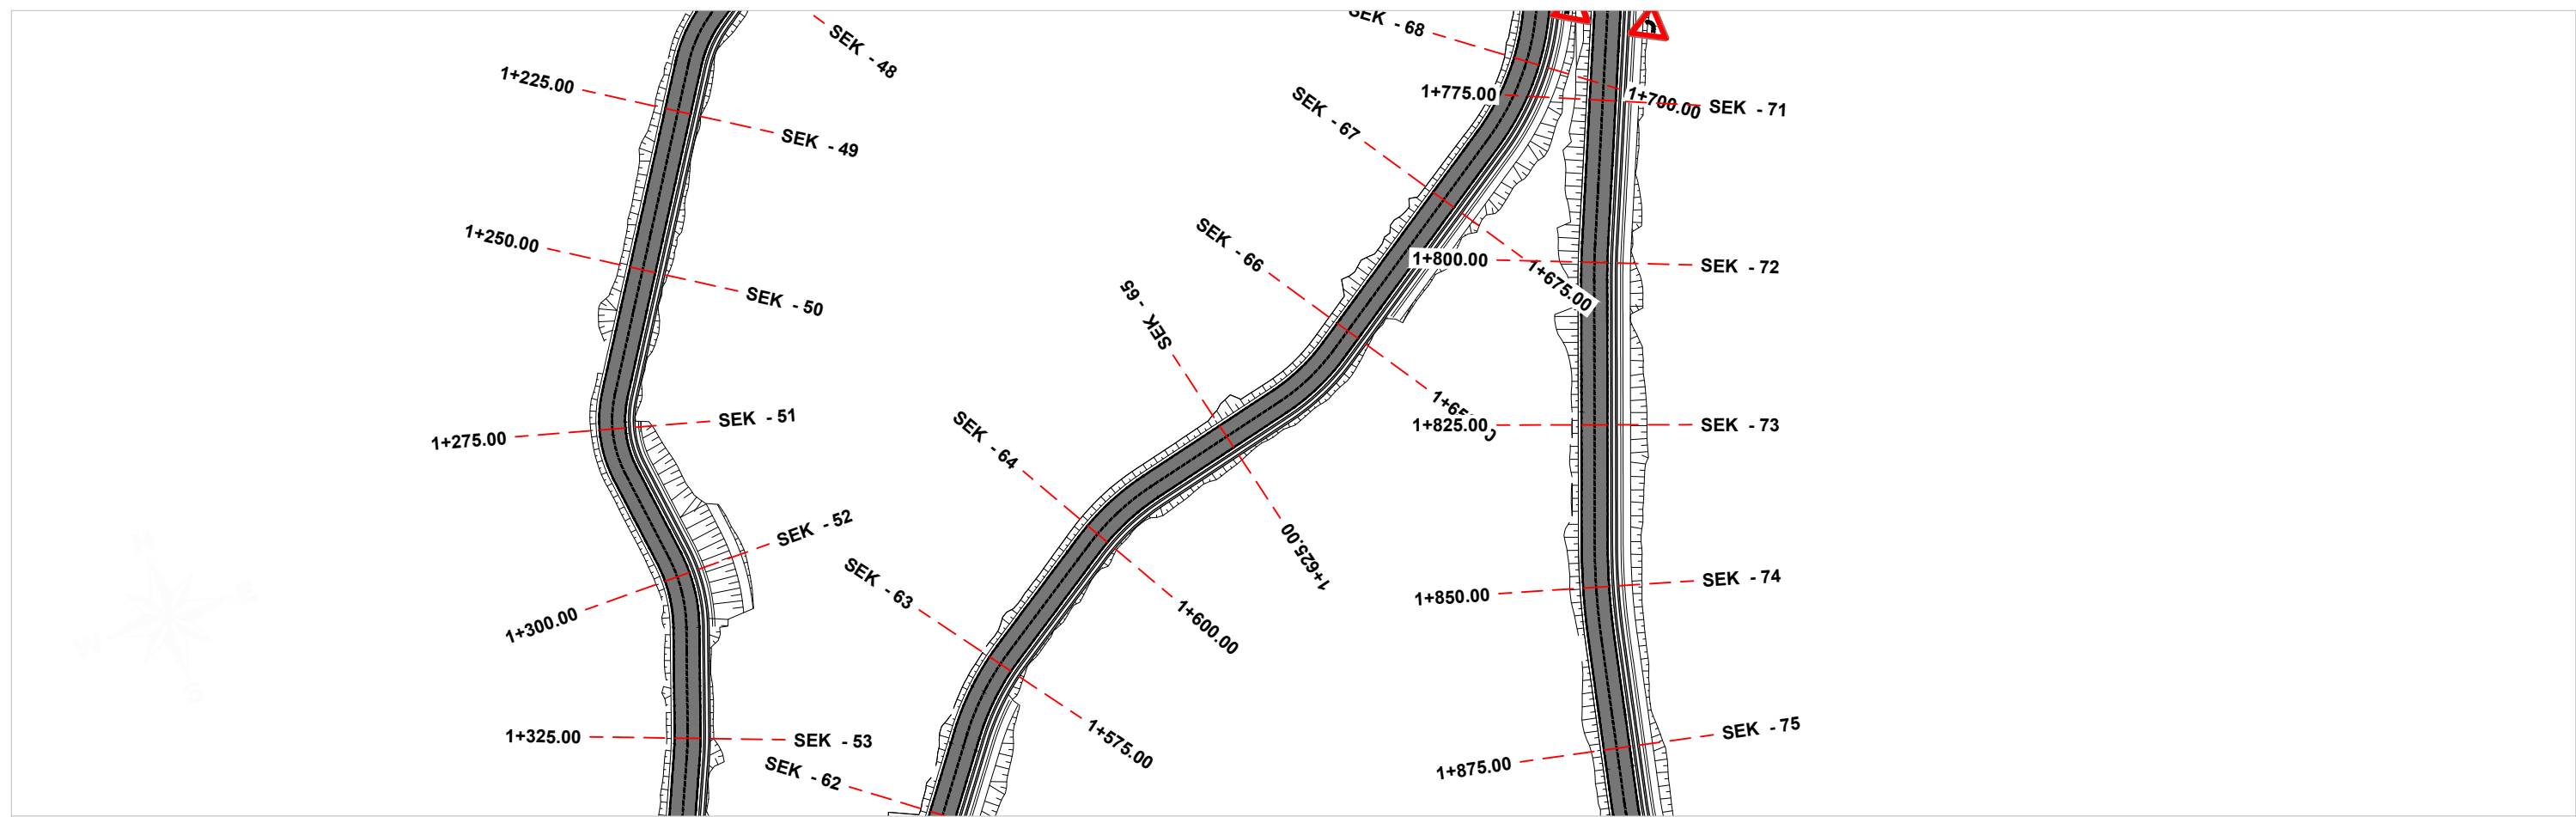 SEK - 48
1+225.00
SEK - 49
1+250.00
SEK - 50
1+275.00
SEK - 51
1+300.00
SEK - 52
1+325.00
SEK - 53
SEK - 62
SEK - 63
1+575.00
SEK - 64
1+600.00
SEK - 65
1+625.00
SEK - 66
SEK - 67
1+675.00
SEK - 68
1+700.00
1+775.00
SEK - 71
1+800.00
SEK - 72
1+825.00
SEK - 73
1+850.00
SEK - 74
1+875.00
SEK - 75
N
E
W
S